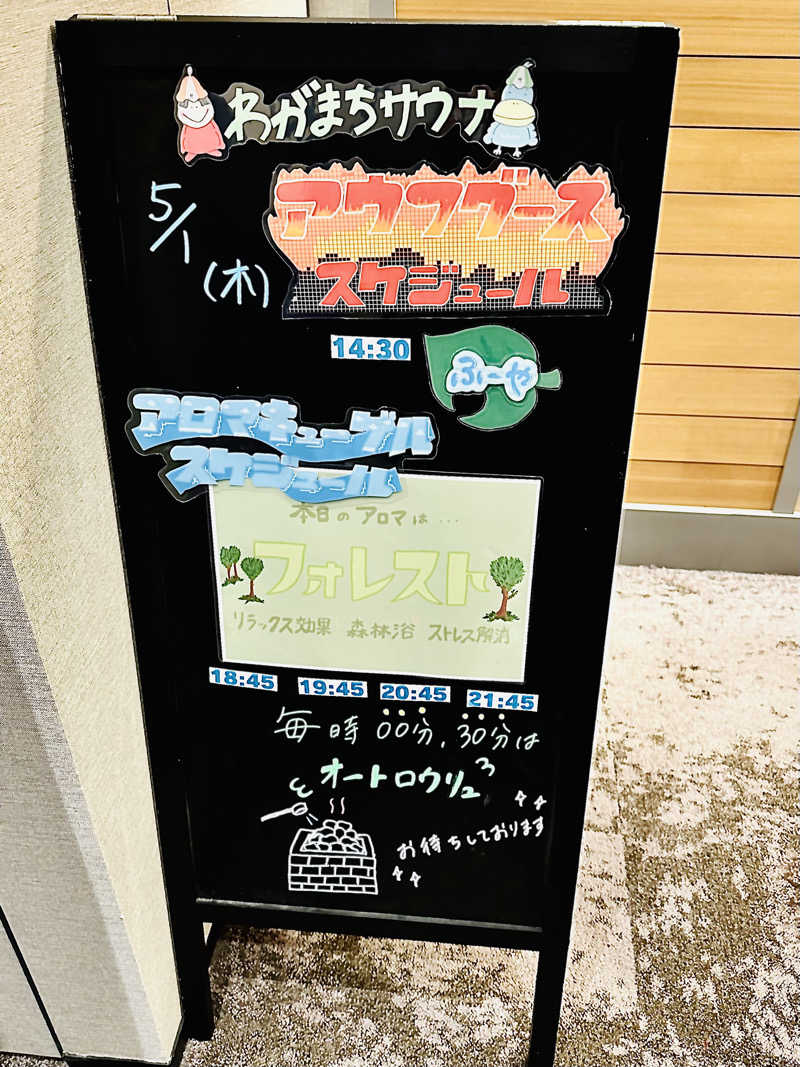 わがまちサウナ
5/1
(木)
アウフグース
スケジュール
14:30
ふーや
アロマキューゲル
スケジュール
本日のアロマは...
フォレスト
リラックス効果 森林浴 ストレス解消
18:45 19:45 20:45 21:45
毎時00分、30分は
オートロウリュ
お待ちしております